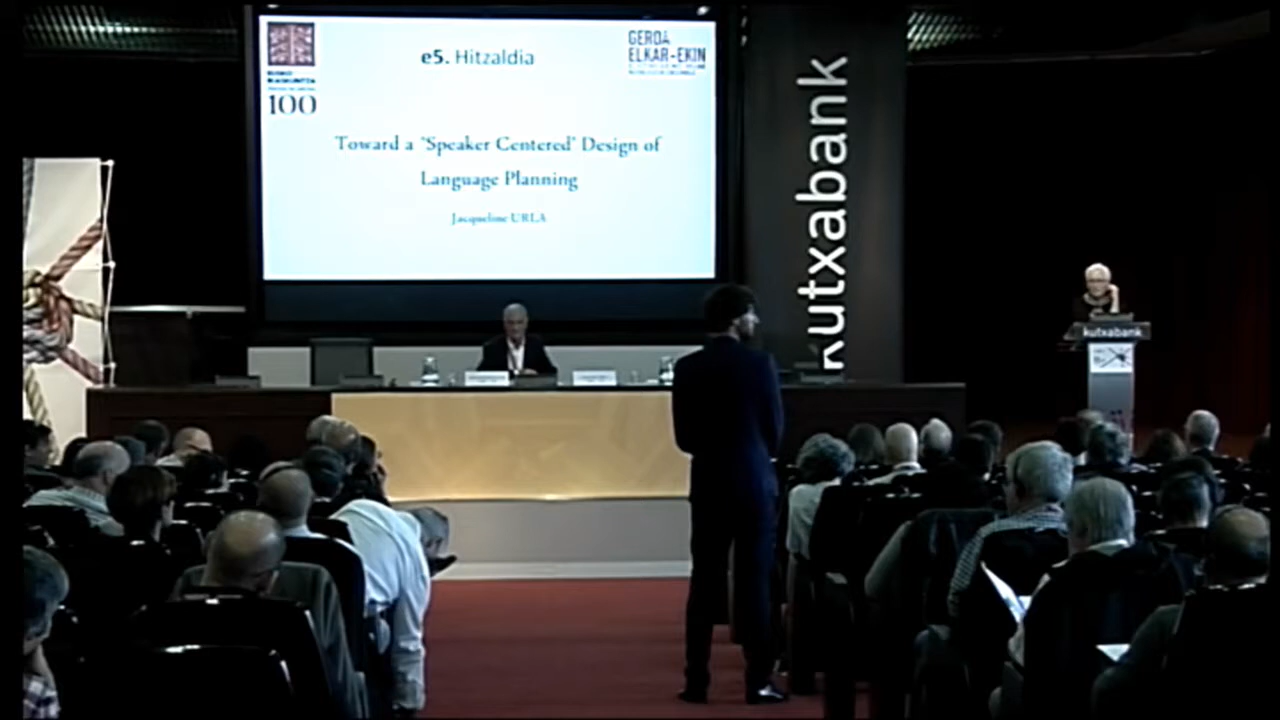 e5. Hitzaldia
GEROA
ELKAR-EKIN
100
Toward a "Speaker Centered" Design of
Language Planning
Jacqueline URLA
kutxabank
kutxabank